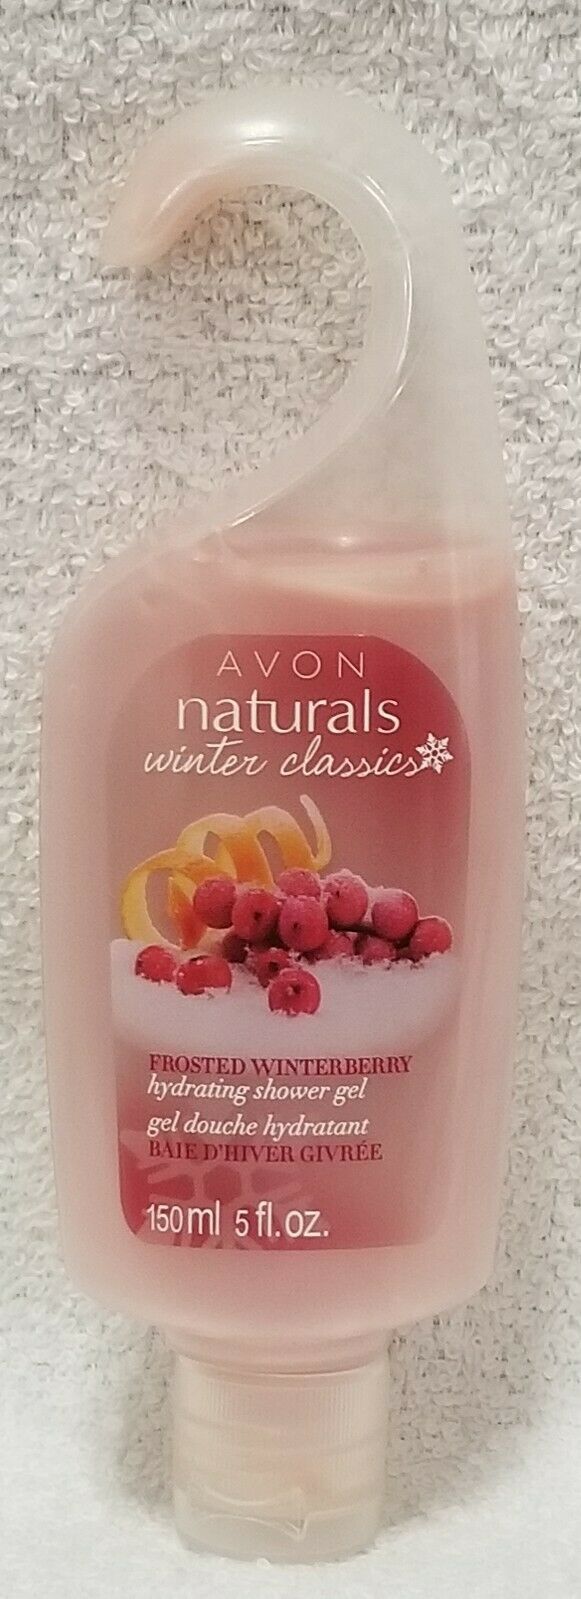 AVON
naturals
winter classics
FROSTED WINTERBERRY
hydrating shower gel
gel douche hydratant
BAIE D'HIVER GIVRÉE
150ml 5 fl. oz.